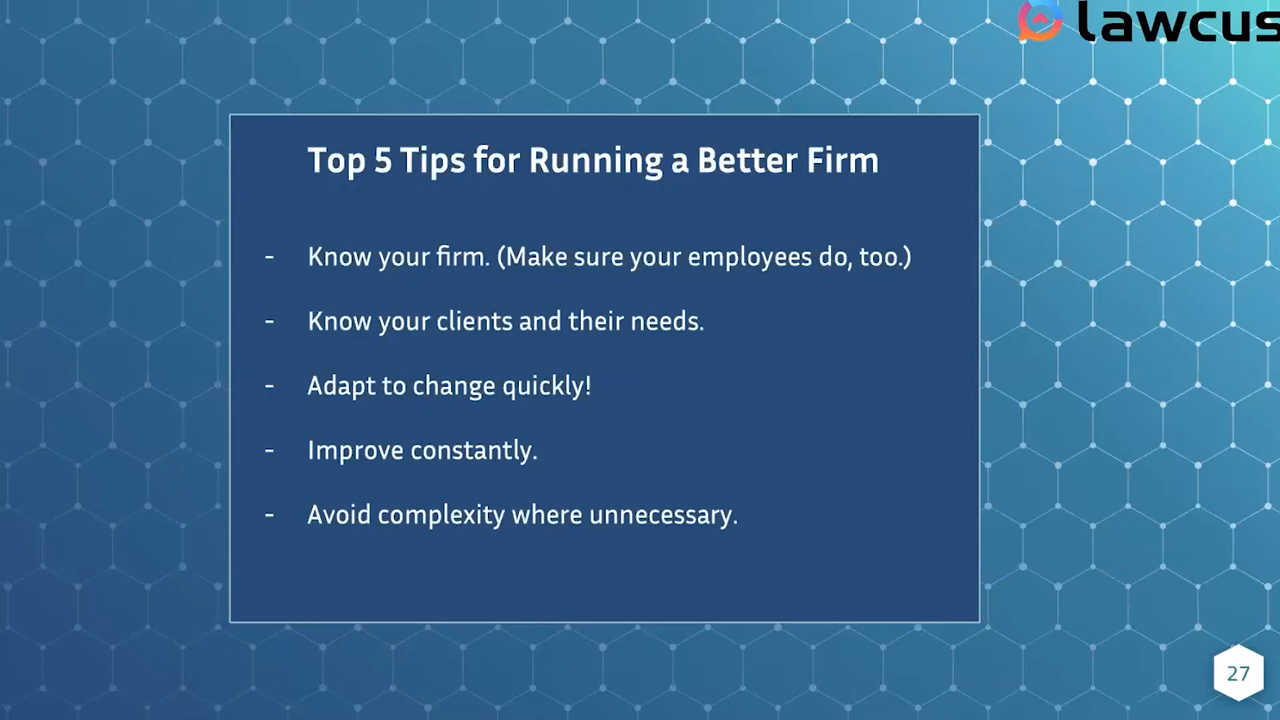 lawcus
Top 5 Tips for Running a Better Firm
- Know your firm. (Make sure your employees do, too.)
- Know your clients and their needs.
- Adapt to change quickly!
- Improve constantly.
- Avoid complexity where unnecessary.
27